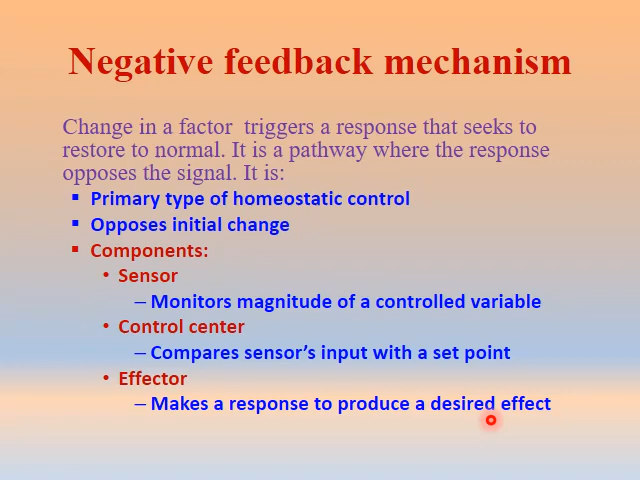 Negative feedback mechanism
Change in a factor  triggers a response that seeks to
restore to normal. It is a pathway where the response
opposes the signal. It is:
▪ Primary type of homeostatic control
▪ Opposes initial change
▪ Components:
• Sensor
– Monitors magnitude of a controlled variable
• Control center
– Compares sensor’s input with a set point
• Effector
– Makes a response to produce a desired effect